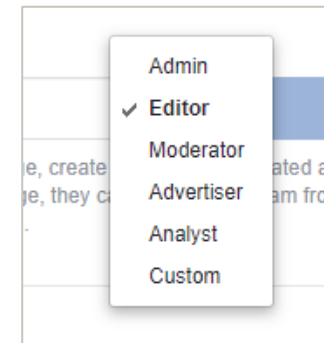 Admin
✓ Editor
Moderator
e, create ated a
Advertiser
ge, they ca am fro
Analyst
.
Custom